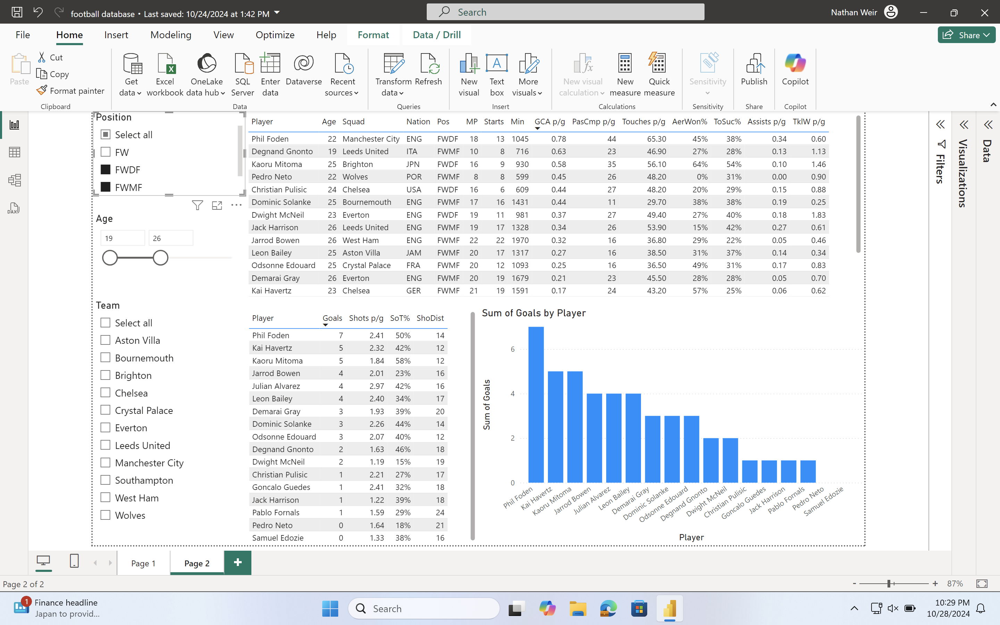 football database • Last saved: 10/24/2024 at 1:42 PM
Search
Nathan Weir
File Home Insert Modeling View Optimize Help Format Data / Drill
Share
Paste
Cut
Copy
Format painter
Clipboard
Get data
Excel workbook
OneLake data hub
SQL Server
Enter data
Dataverse
Recent sources
Data
Transform data
Refresh
Queries
New visual
Text box
More visuals
Insert
New visual calculation
New measure
Quick measure
Calculations
Sensitivity
Sensitivity
Publish
Share
Copilot
Copilot
DAX
Position
Select all
FW
FWDF
FWMF
Age
19 26
Team
Select all
Aston Villa
Bournemouth
Brighton
Chelsea
Crystal Palace
Everton
Leeds United
Manchester City
Southampton
West Ham
Wolves
Player Age Squad Nation Pos MP Starts Min GCA p/g PasCmp p/g Touches p/g AerWon% ToSuc% Assists p/g TklW p/g
Phil Foden 22 Manchester City ENG FWDF 18 13 1045 0.78 44 65.30 45% 38% 0.34 0.60
Degnand Gnonto 19 Leeds United ITA FWMF 10 8 716 0.63 23 46.90 27% 28% 0.13 1.13
Kaoru Mitoma 25 Brighton JPN FWDF 16 9 930 0.58 35 56.10 64% 54% 0.10 1.46
Pedro Neto 22 Wolves POR FWMF 8 8 599 0.45 26 48.20 0% 31% 0.00 0.90
Christian Pulisic 24 Chelsea USA FWDF 16 6 609 0.44 27 48.20 20% 29% 0.15 0.88
Dominic Solanke 25 Bournemouth ENG FWMF 17 16 1431 0.44 11 29.70 38% 38% 0.19 0.25
Dwight McNeil 23 Everton ENG FWDF 19 11 981 0.37 27 49.40 27% 40% 0.18 1.83
Jack Harrison 26 Leeds United ENG FWMF 19 17 1328 0.34 26 53.90 15% 42% 0.27 0.61
Jarrod Bowen 26 West Ham ENG FWMF 22 22 1970 0.32 16 36.80 29% 22% 0.05 0.46
Leon Bailey 25 Aston Villa JAM FWMF 20 17 1317 0.27 16 38.50 31% 37% 0.14 0.34
Odsonne Edouard 25 Crystal Palace FRA FWMF 20 12 1093 0.25 16 36.50 49% 31% 0.17 0.83
Demarai Gray 26 Everton ENG FWMF 20 19 1679 0.21 23 45.50 28% 28% 0.05 0.70
Kai Havertz 23 Chelsea GER FWMF 21 19 1591 0.17 24 43.20 57% 25% 0.06 0.62
Player Goals Shots p/g SoT% ShoDist
Phil Foden 7 2.41 50% 14
Kai Havertz 5 2.32 42% 12
Kaoru Mitoma 5 1.84 58% 12
Jarrod Bowen 4 2.01 23% 16
Julian Alvarez 4 2.97 42% 16
Leon Bailey 4 2.40 34% 17
Demarai Gray 3 1.93 39% 20
Dominic Solanke 3 2.26 44% 14
Odsonne Edouard 3 2.07 40% 12
Degnand Gnonto 2 1.63 46% 18
Dwight McNeil 2 1.19 15% 19
Christian Pulisic 1 2.21 27% 17
Goncalo Guedes 1 2.41 32% 18
Jack Harrison 1 1.22 39% 18
Pablo Fornals 1 1.59 29% 24
Pedro Neto 0 1.64 18% 21
Samuel Edozie 0 1.33 38% 16
Sum of Goals by Player
Sum of Goals
6
4
2
0
Phil Foden
Kai Havertz
Kaoru Mitoma
Jarrod Bowen
Julian Alvarez
Leon Bailey
Demarai Gray
Dominic Solanke
Odsonne Edouard
Degnand Gnonto
Dwight McNeil
Christian Pulisic
Goncalo Guedes
Jack Harrison
Pablo Fornals
Pedro Neto
Samuel Edozie
Player
Filters
Visualizations
Data
Page 1
Page 2
+
Page 2 of 2
- + 87%
1
Finance headline
Japan to provid...
Search
10:29 PM
10/28/2024